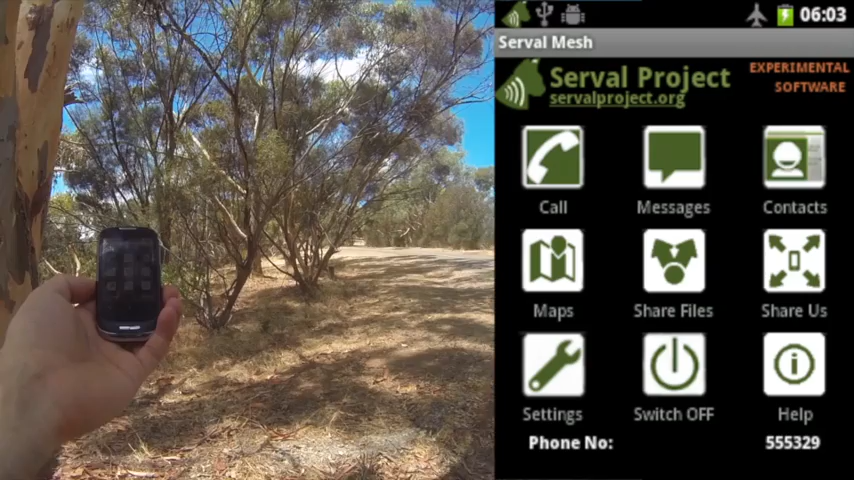 06:03
Serval Mesh
Serval Project
servalproject.org
EXPERIMENTAL
SOFTWARE
Call
Messages
Contacts
Maps
Share Files
Share Us
Settings
Switch OFF
Help
Phone No:
555329